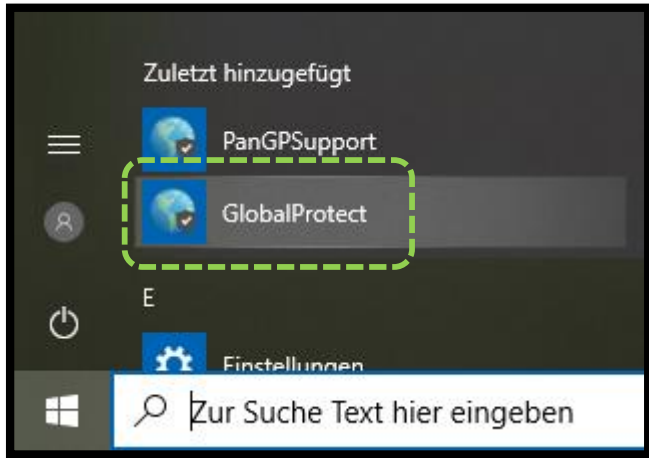 Zuletzt hinzugefügt
PanGPSupport
GlobalProtect
E
Einstellungen
Zur Suche Text hier eingeben